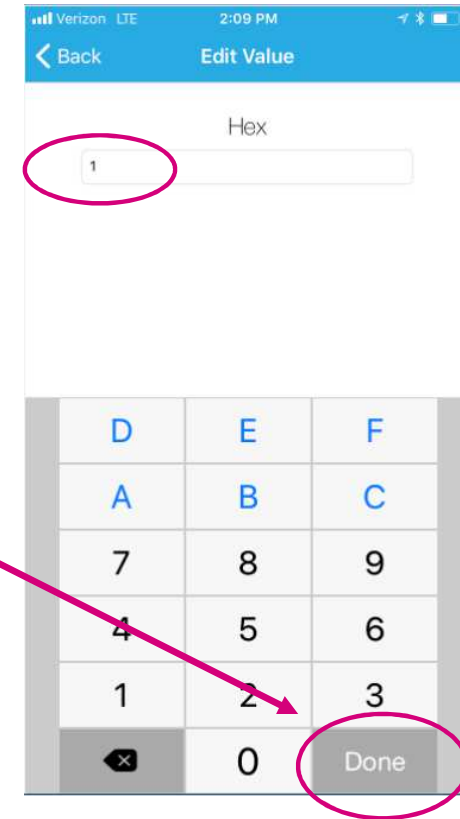 Verizon LTE 2:09 PM
Back Edit Value
Hex
1
D E F
A B C
7 8 9
4 5 6
1 2 3
0 Done